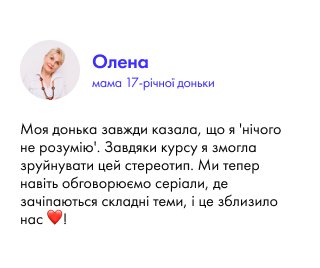 Олена
мама 17-річної доньки
Моя донька завжди казала, що я 'нічого
не розумію'. Завдяки курсу я змогла
зруйнувати цей стереотип. Ми тепер
навіть обговорюємо серіали, де
зачіпаються складні теми, і це зблизило
нас ❤️!